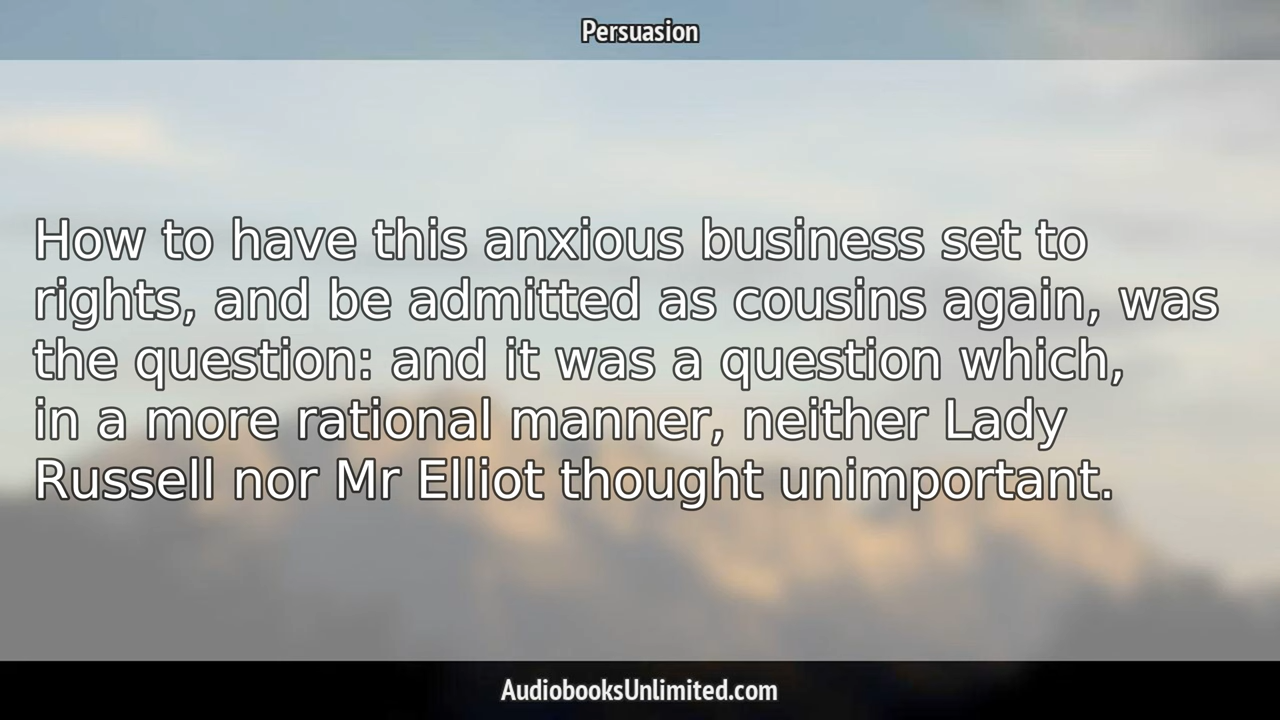 Persuasion
How to have this anxious business set to
rights, and be admitted as cousins again, was
the question: and it was a question which,
in a more rational manner, neither Lady
Russell nor Mr Elliot thought unimportant.
AudiobooksUnlimited.com